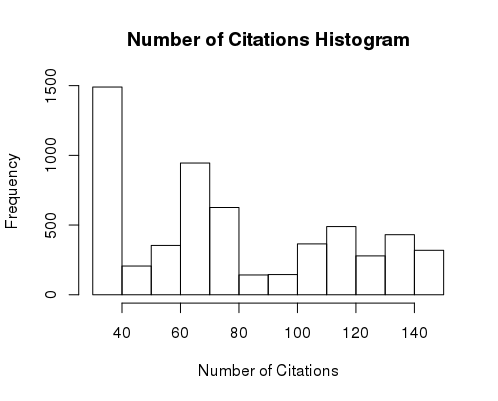 Number of Citations Histogram
Frequency
1500
1000
500
0
40 60 80 100 120 140
Number of Citations